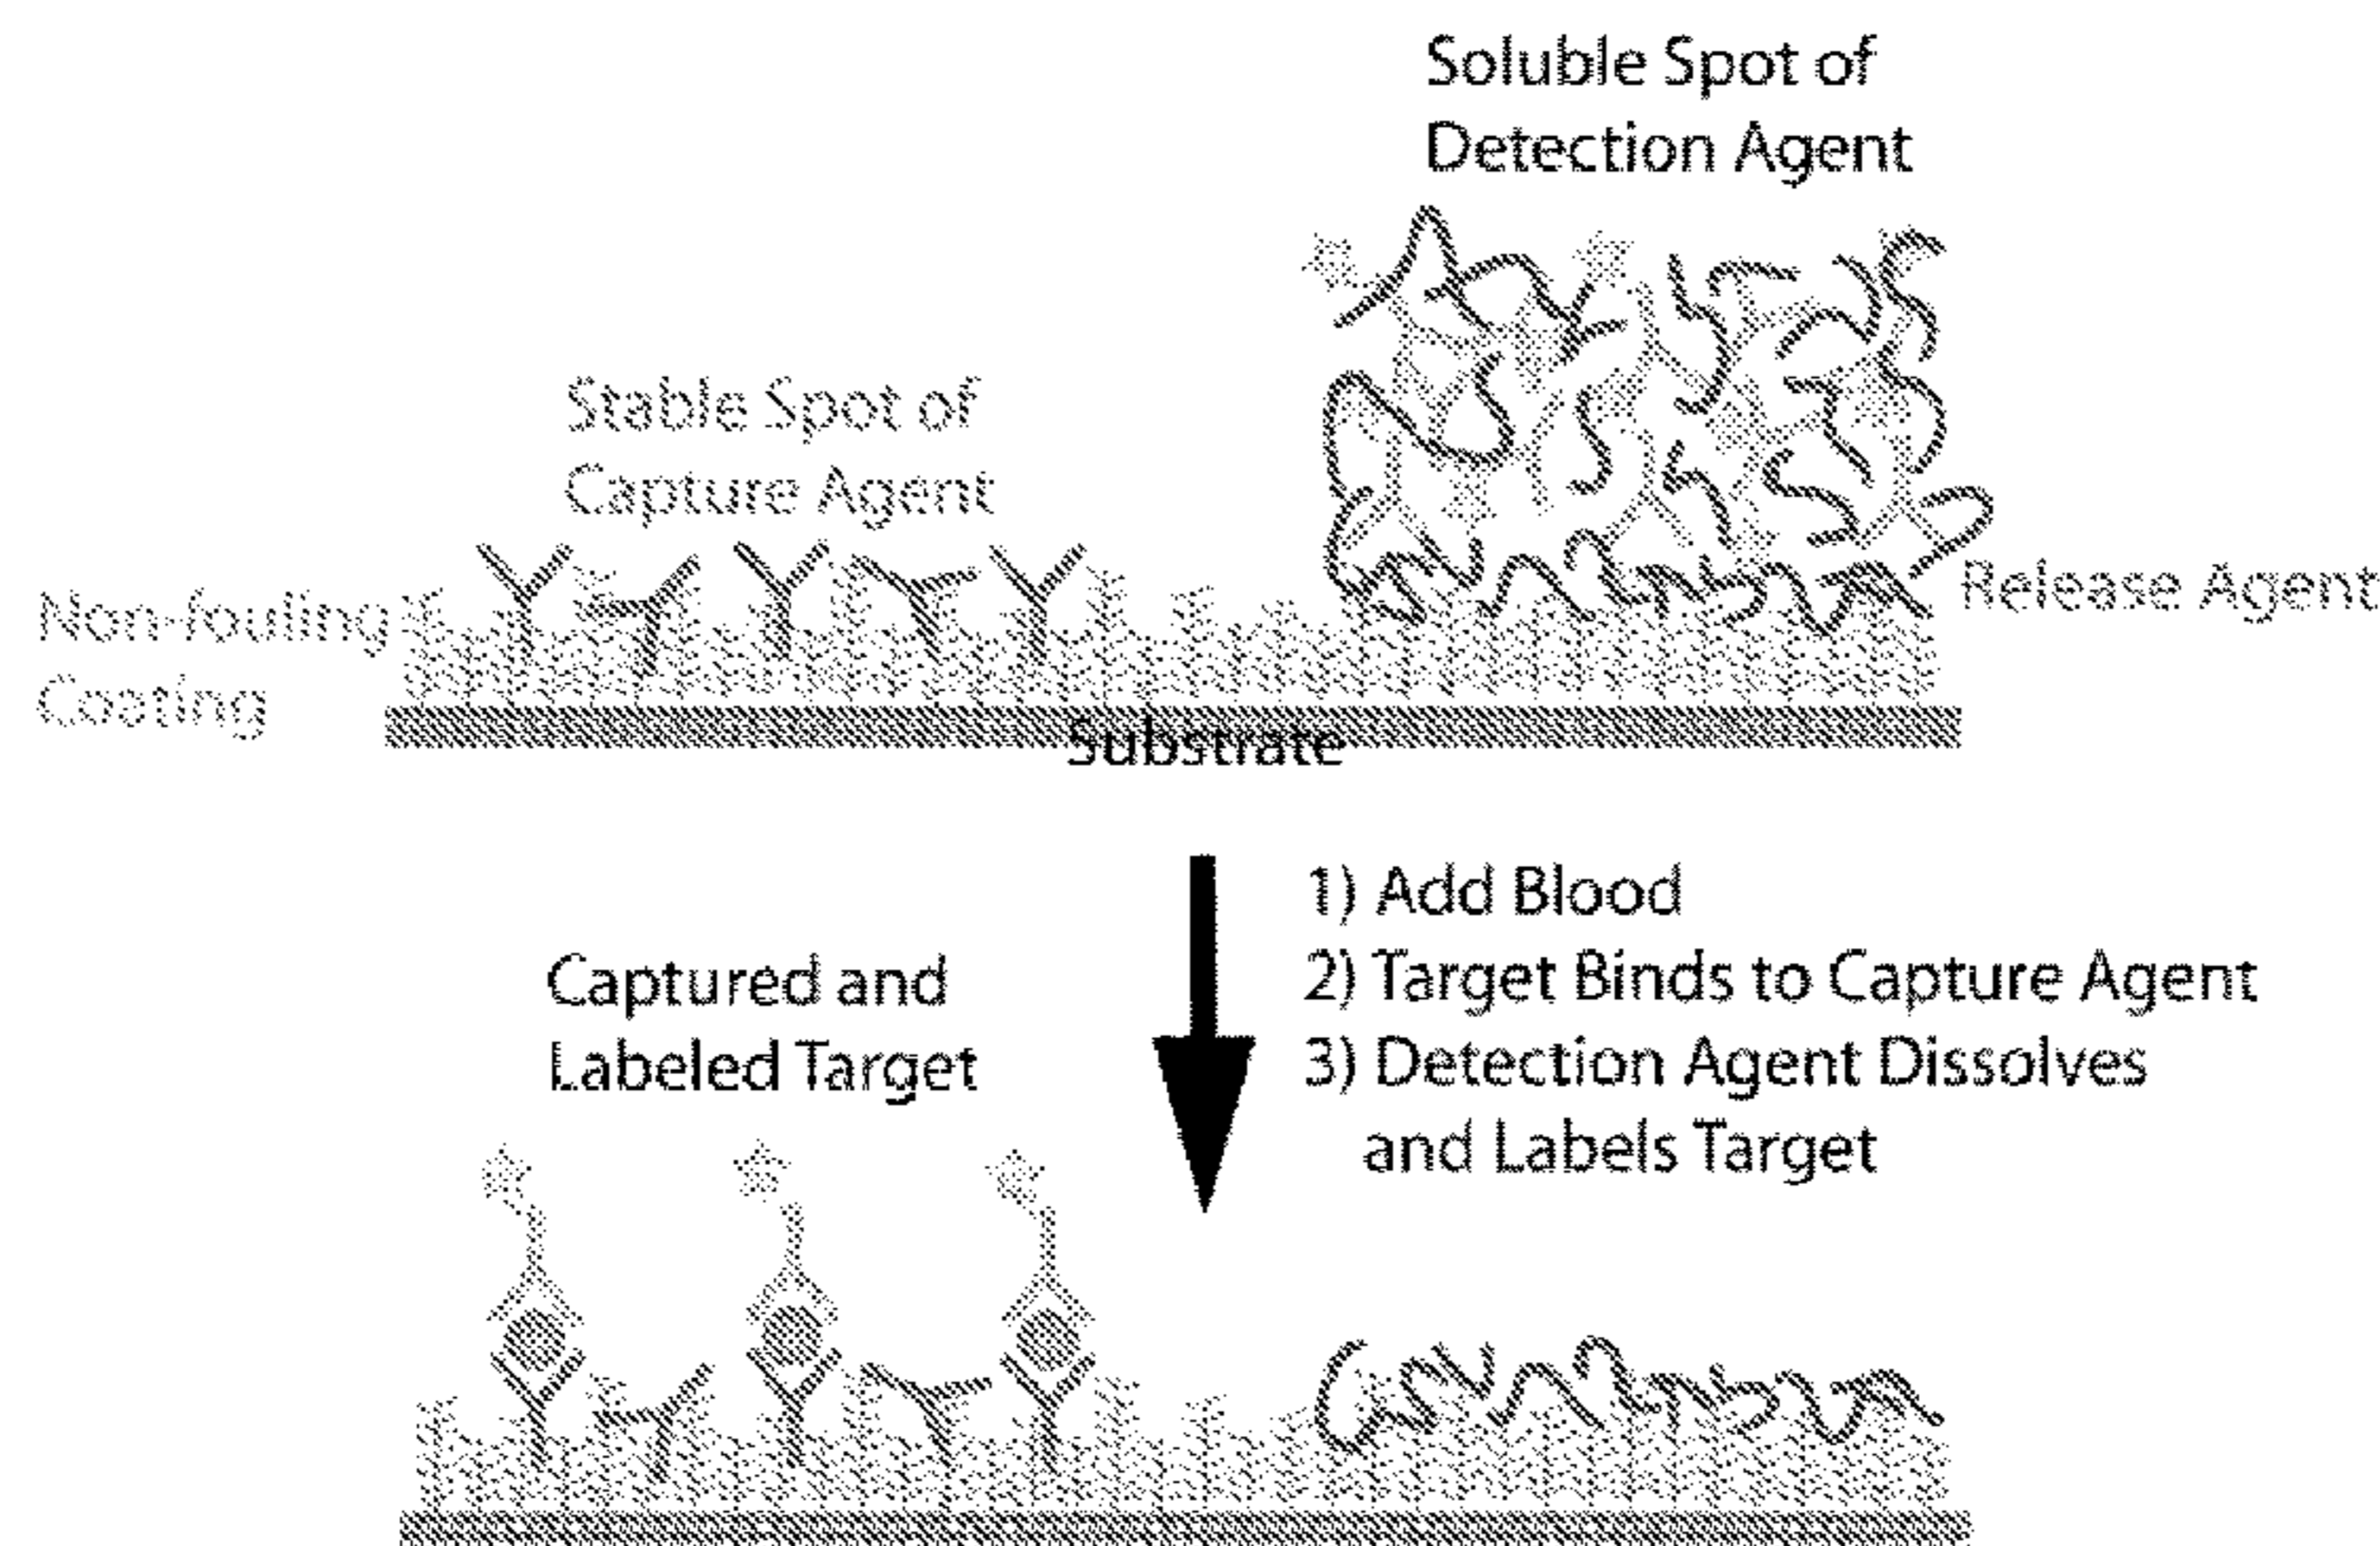 Soluble Spot of
Detection Agent
Stable Spot of
Capture Agent
Non-fouling
Coating
Release Agent
Substrate
1) Add Blood
2) Target Binds to Capture Agent
3) Detection Agent Dissolves
and Labels Target
Captured and
Labeled Target